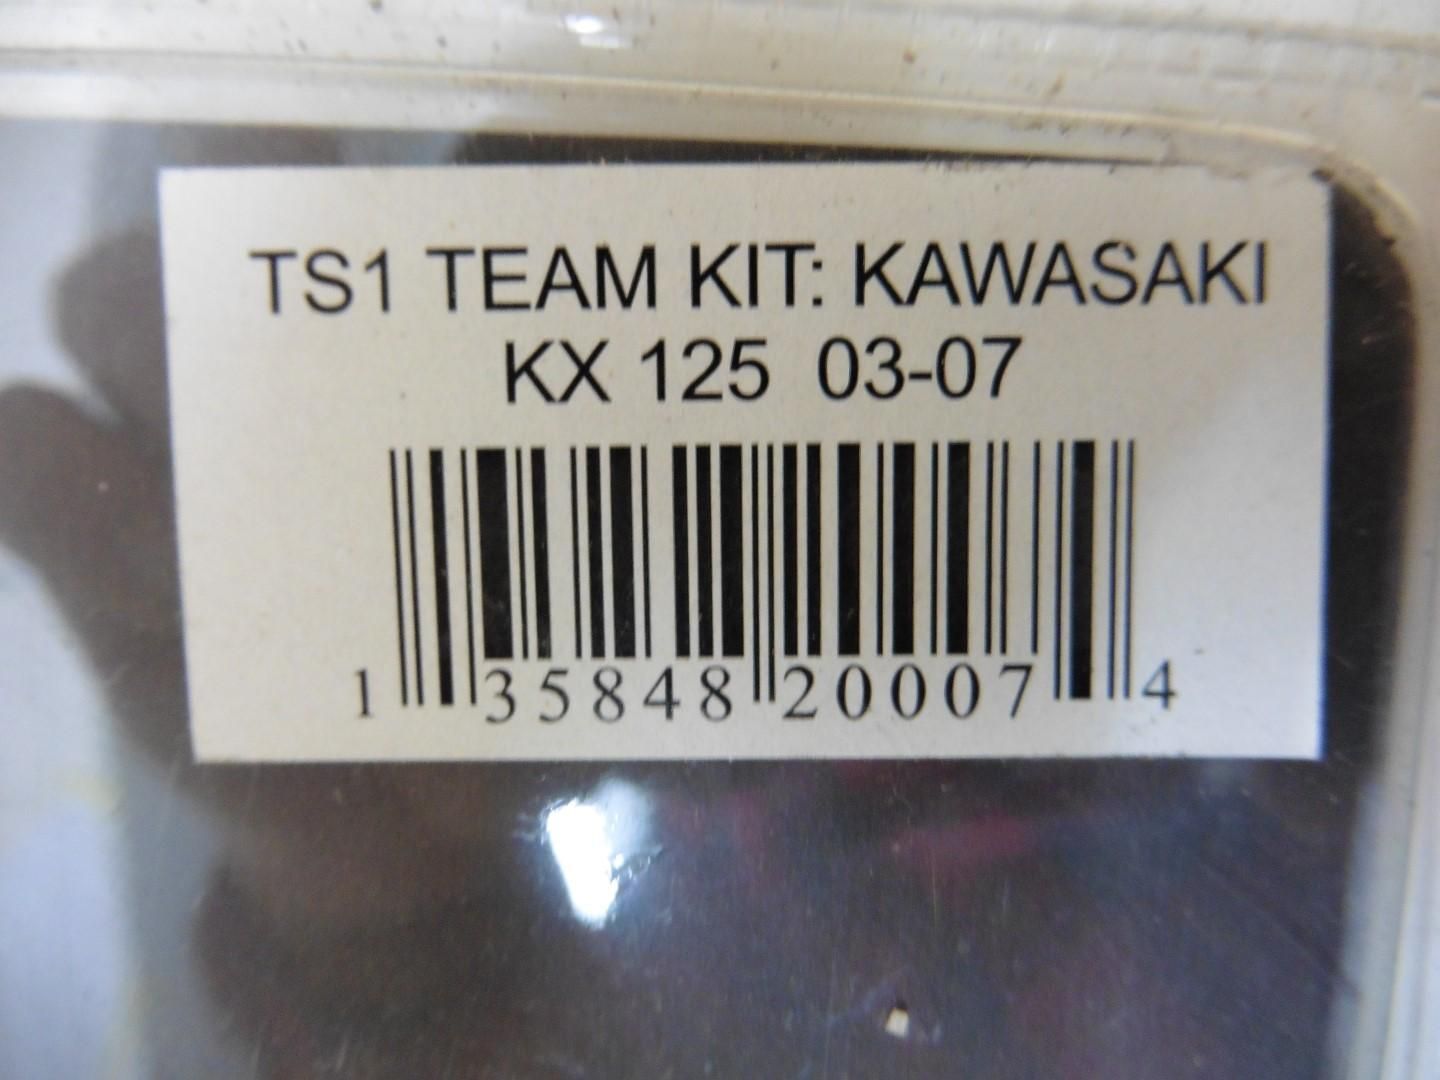 TS1 TEAM KIT: KAWASAKI
KX 125  03-07
1 35848 20007 4